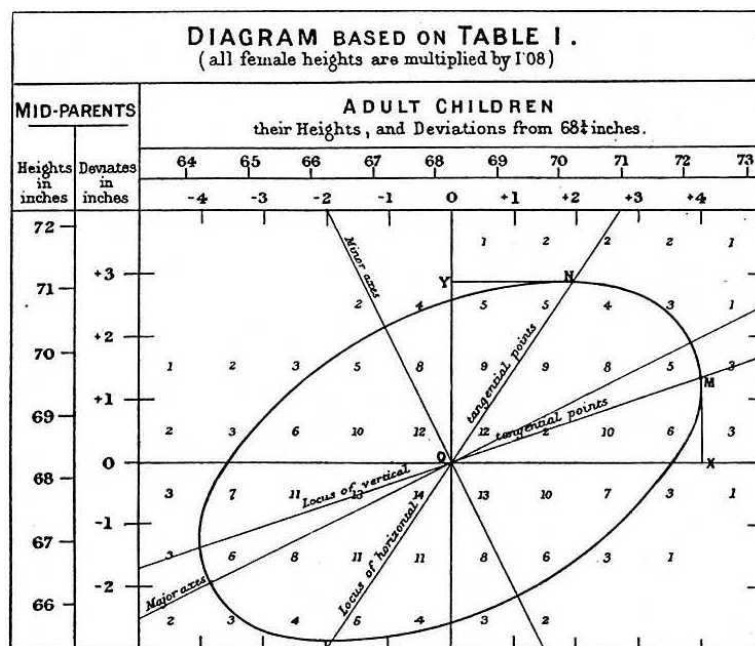 DIAGRAM BASED ON TABLE I.
(all female heights are multiplied by 1'08)
MID-PARENTS
ADULT CHILDREN
their Heights, and Deviations from 68¼ inches.
Heights in inches
Deviates in inches
64 65 66 67 68 69 70 71 72 73
-4 -3 -2 -1 0 +1 +2 +3 +4
72
1 2 2 2 1
+3
Y N
71
2 4 5 5 4 3 1
+2
70
1 2 3 5 8 9 9 8 5 3
+1
M
69
2 3 6 10 12 12 2 10 6 3
0
O
X
68
3 7 11 13 14 13 10 7 3 1
-1
67
3 6 8 11 11 8 6 3 1
-2
66
2 3 4 5 4 3 2
Minor axes
tangential points
tangential points
Locus of vertical
Major axes
Locus of horizontal